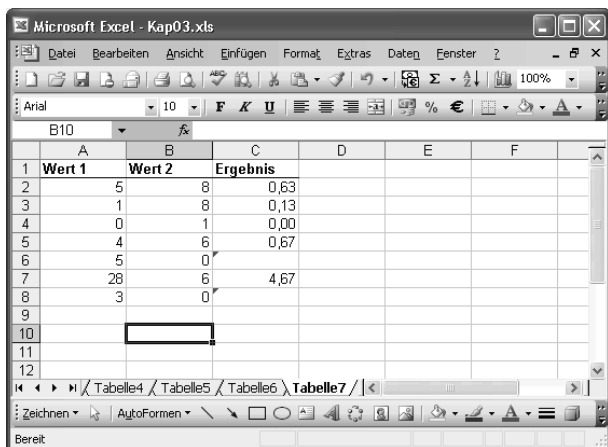 Microsoft Excel - Kap03.xls
Datei Bearbeiten Ansicht Einfügen Format Extras Daten Fenster ?
100%
Arial 10 F K U % €
B10 fx
A B C D E F
1 Wert 1 Wert 2 Ergebnis
2 5 8 0,63
3 1 8 0,13
4 0 1 0,00
5 4 6 0,67
6 5 0
7 28 6 4,67
8 3 0
9
10
11
12
Tabelle4 Tabelle5 Tabelle6 Tabelle7
Zeichnen AutoFormen
Bereit